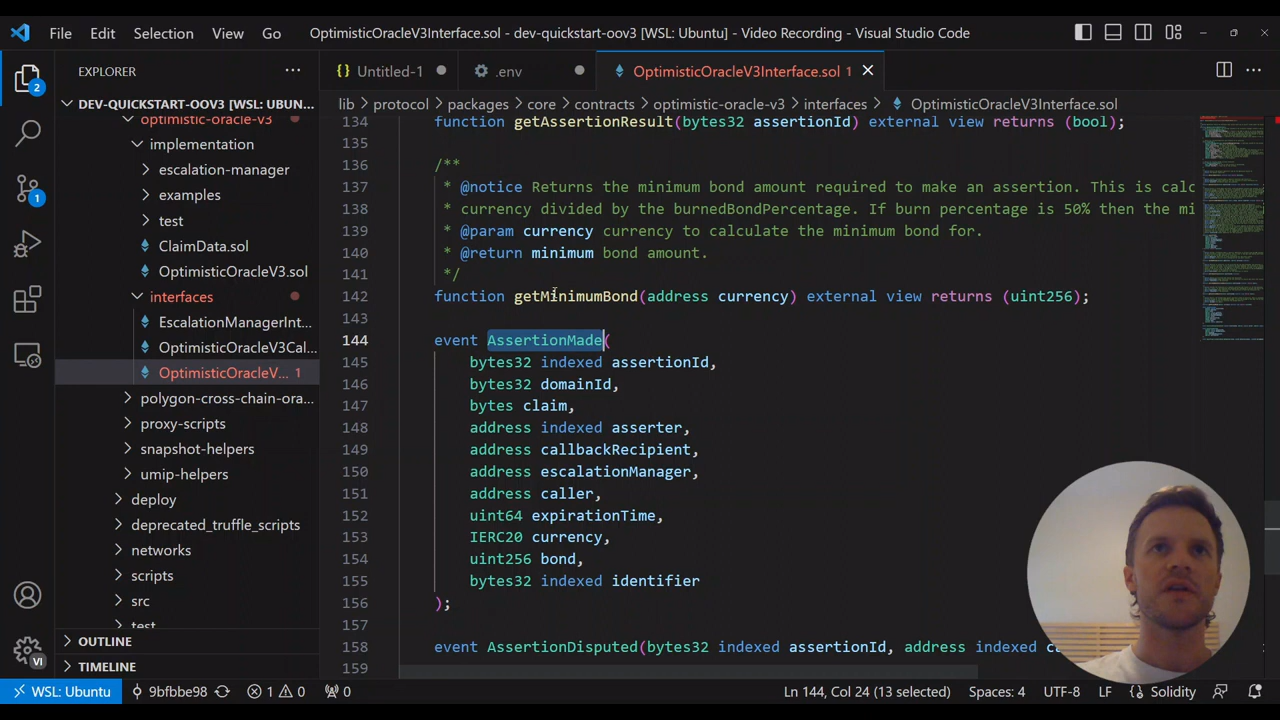 File Edit Selection View Go
OptimisticOracleV3Interface.sol - dev-quickstart-oov3 [WSL: Ubuntu] - Video Recording - Visual Studio Code
EXPLORER
Untitled-1
.env
OptimisticOracleV3Interface.sol 1
2
DEV-QUICKSTART-OOV3 [WSL: UBUN...
lib > protocol > packages > core > contracts > optimistic-oracle-v3 > interfaces > OptimisticOracleV3Interface.sol
optimistic-oracle-v3
implementation
escalation-manager
examples
test
ClaimData.sol
OptimisticOracleV3.sol
interfaces
EscalationManagerInt...
OptimisticOracleV3Cal...
OptimisticOracleV... 1
polygon-cross-chain-ora...
proxy-scripts
snapshot-helpers
umip-helpers
deploy
deprecated_truffle_scripts
networks
scripts
src
test
OUTLINE
TIMELINE
1
VI
134 function getAssertionResult(bytes32 assertionId) external view returns (bool);
135
136 /**
137 * @notice Returns the minimum bond amount required to make an assertion. This is calc
138 * currency divided by the burnedBondPercentage. If burn percentage is 50% then the mi
139 * @param currency currency to calculate the minimum bond for.
140 * @return minimum bond amount.
141 */
142 function getMinimumBond(address currency) external view returns (uint256);
143
144 event AssertionMade(
145 bytes32 indexed assertionId,
146 bytes32 domainId,
147 bytes claim,
148 address indexed asserter,
149 address callbackRecipient,
150 address escalationManager,
151 address caller,
152 uint64 expirationTime,
153 IERC20 currency,
154 uint256 bond,
155 bytes32 indexed identifier
156 );
157
158 event AssertionDisputed(bytes32 indexed assertionId, address indexed ca
159
WSL: Ubuntu 9bfbbe98 1 0 0 Ln 144, Col 24 (13 selected) Spaces: 4 UTF-8 LF Solidity